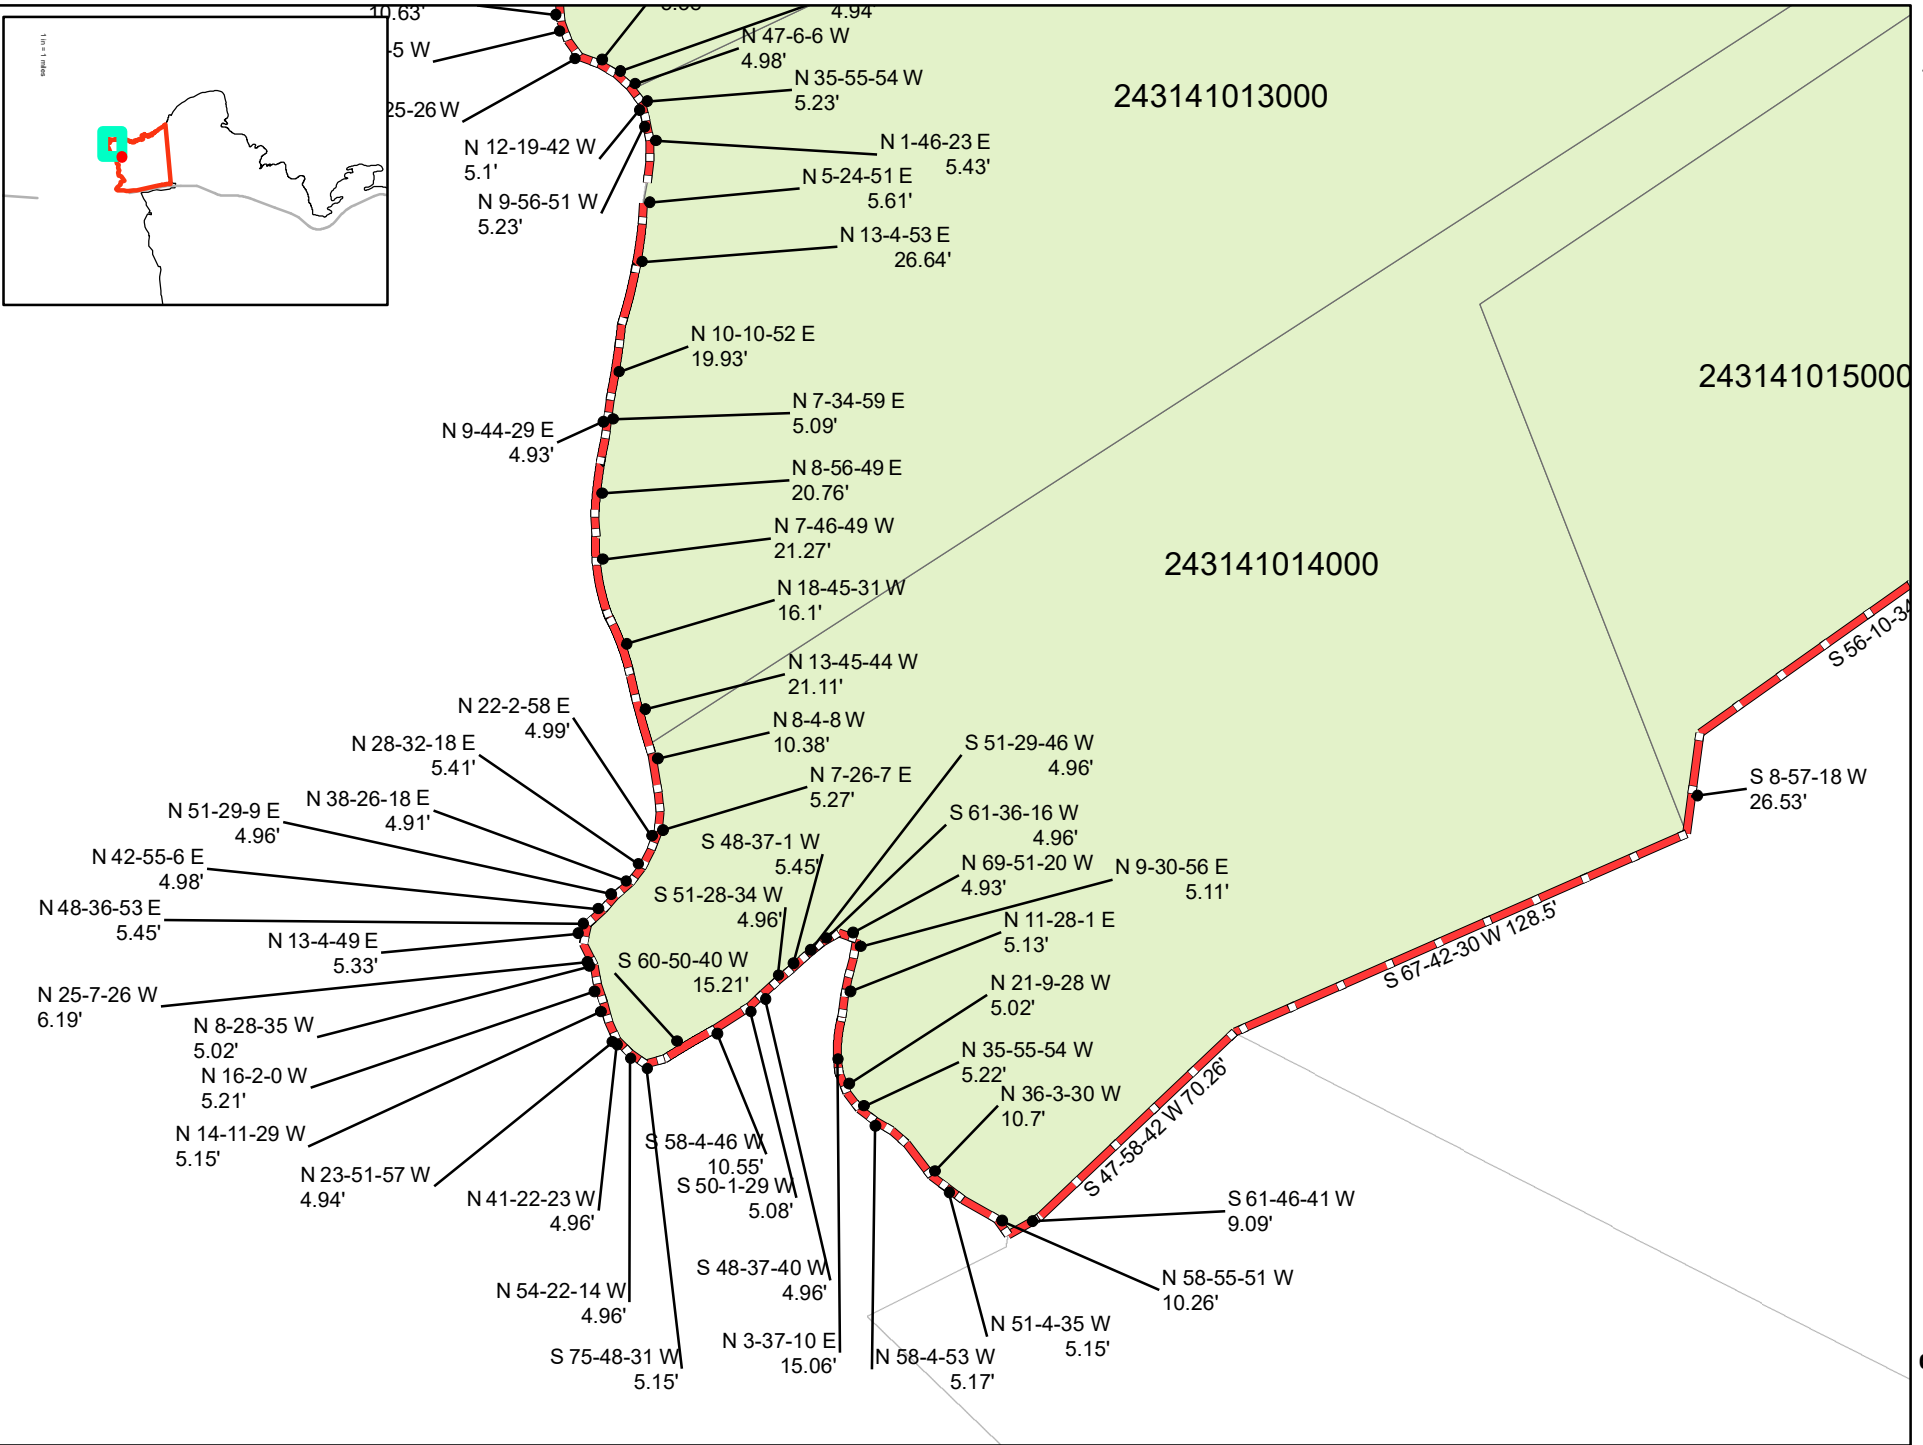 10.63'
4.94
-5 W
N 47-6-6 W
4.98'
25-26 W
N 35-55-54 W
5.23'
243141013000
1 in = 1 miles
N 12-19-42 W
5.1'
N 1-46-23 E
5.43'
N 5-24-51 E
5.61'
N 9-56-51 W
5.23'
N 13-4-53 E
26.64'
N 10-10-52 E
19.93'
243141015000
N 7-34-59 E
5.09'
N 9-44-29 E
4.93'
N 8-56-49 E
20.76'
N 7-46-49 W
21.27'
243141014000
N 18-45-31 W
16.1'
S 56-10-34
N 13-45-44 W
21.11'
N 22-2-58 E
4.99'
N 8-4-8 W
10.38'
N 28-32-18 E
5.41'
S 51-29-46 W
4.96'
N 7-26-7 E
5.27'
S 8-57-18 W
26.53'
N 38-26-18 E
4.91'
N 51-29-9 E
4.96'
S 61-36-16 W
4.96'
S 48-37-1 W
5.45'
N 42-55-6 E
4.98'
N 69-51-20 W
4.93'
N 9-30-56 E
5.11'
S 51-28-34 W
4.96'
N 48-36-53 E
5.45'
N 11-28-1 E
5.13'
N 13-4-49 E
5.33'
S 67-42-30 W 128.5'
S 60-50-40 W
15.21'
N 21-9-28 W
5.02'
N 25-7-26 W
6.19'
N 8-28-35 W
5.02'
N 35-55-54 W
5.22'
N 16-2-0 W
5.21'
N 36-3-30 W
10.7'
S 47-58-42 W 70.26'
N 14-11-29 W
5.15'
S 58-4-46 W
10.55'
N 23-51-57 W
4.94'
S 50-1-29 W
5.08'
N 41-22-23 W
4.96'
S 61-46-41 W
9.09'
S 48-37-40 W
4.96'
N 58-55-51 W
10.26'
N 54-22-14 W
4.96'
N 51-4-35 W
5.15'
N 3-37-10 E
15.06'
S 75-48-31 W
5.15'
N 58-4-53 W
5.17'